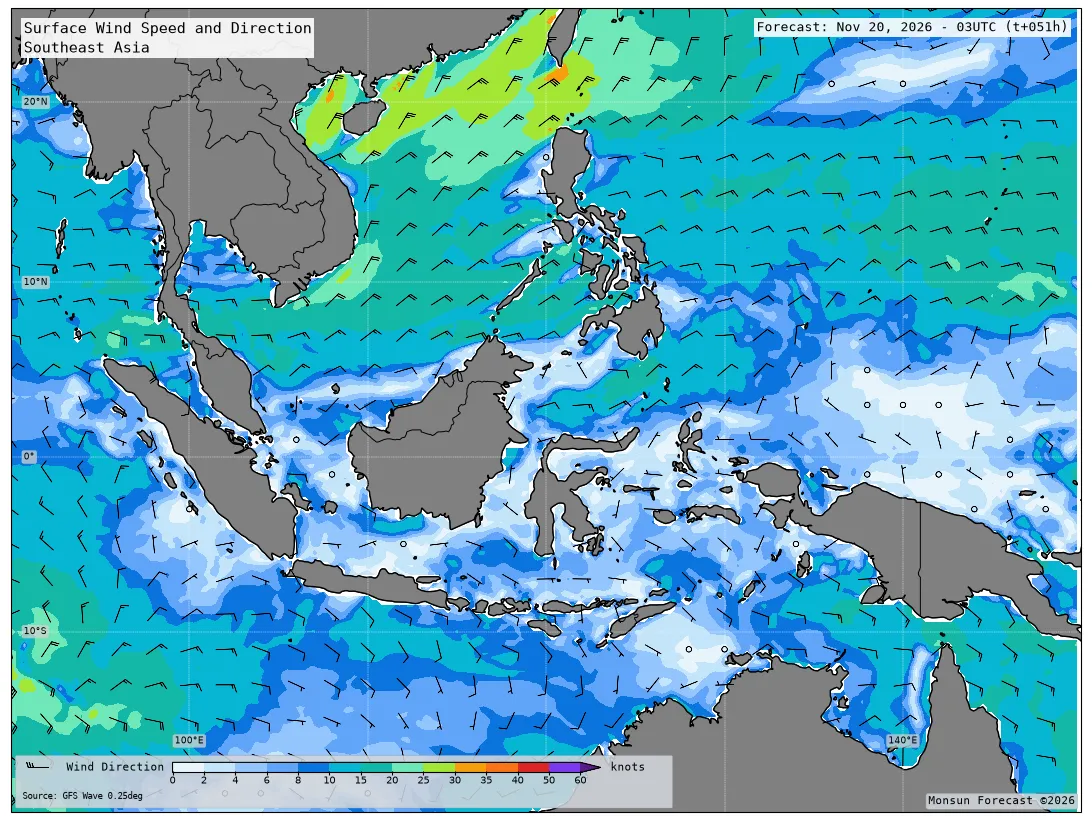 Surface Wind Speed and Direction
Southeast Asia
Forecast: Nov 20, 2026 - 03UTC (t+051h)
20°N
10°N
0°
10°S
100°E
140°E
Wind Direction
knots
0 2 4 6 8 10 15 20 25 30 35 40 50 60
Source: GFS Wave 0.25deg
Monsun Forecast ©2026